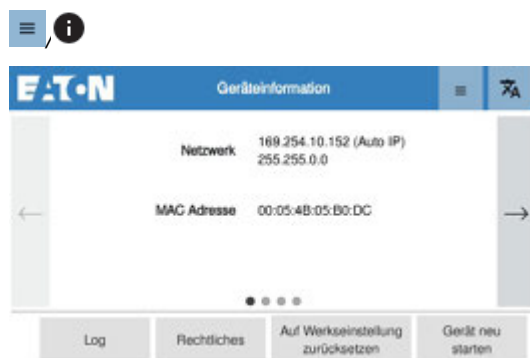 EATON
Geräteinformation
Netzwerk
169.254.10.152 (Auto IP)
255.255.0.0
MAC Adresse
00:05:4B:05:B0:DC
Log
Rechtliches
Auf Werkseinstellung
zurücksetzen
Gerät neu
starten